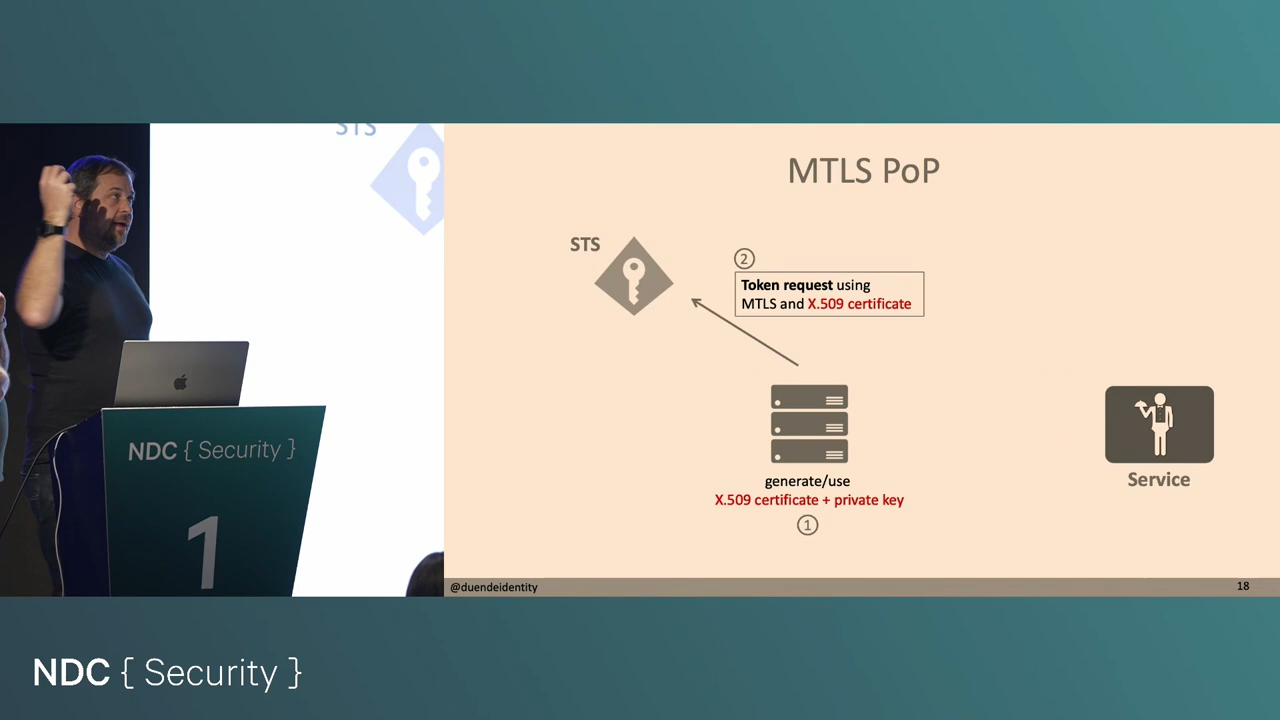 STS
MTLS PoP
STS
2
Token request using
MTLS and X.509 certificate
generate/use
X.509 certificate + private key
1
Service
NDC { Security }
1
@duendeidentity
18
NDC { Security }